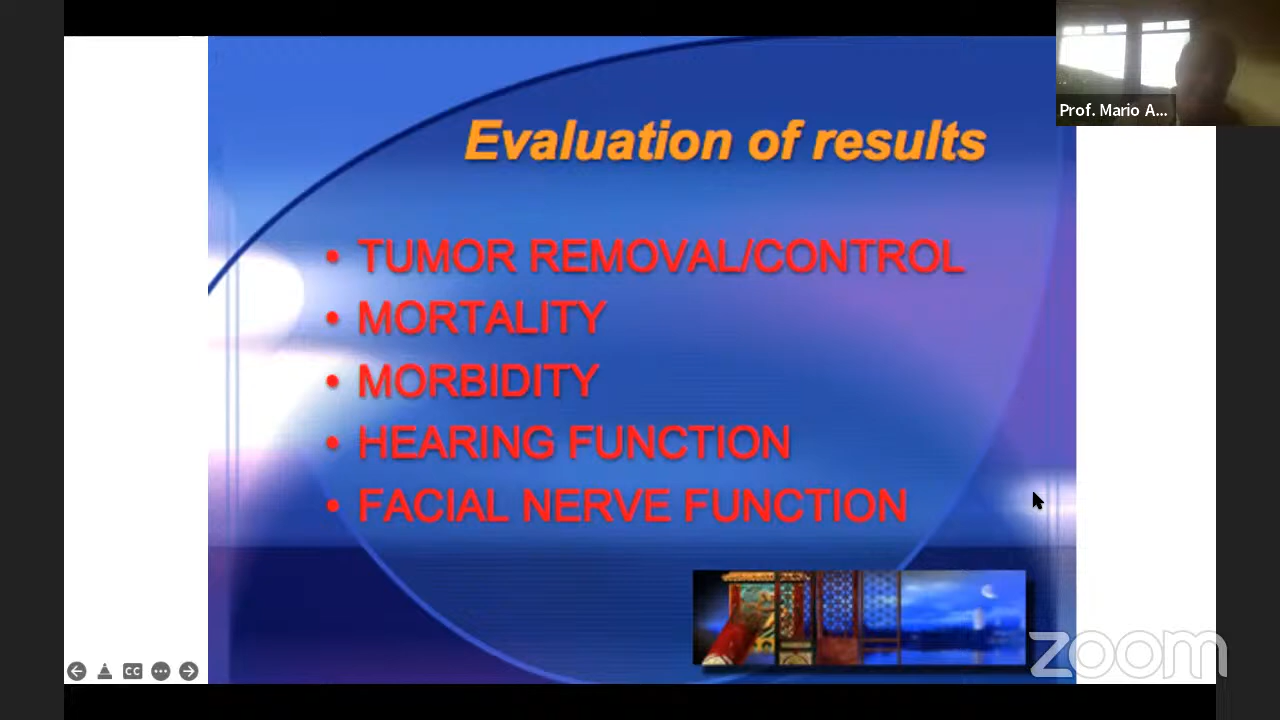 Prof. Mario A...
Evaluation of results
• TUMOR REMOVAL/CONTROL
• MORTALITY
• MORBIDITY
• HEARING FUNCTION
• FACIAL NERVE FUNCTION
zoom
CC